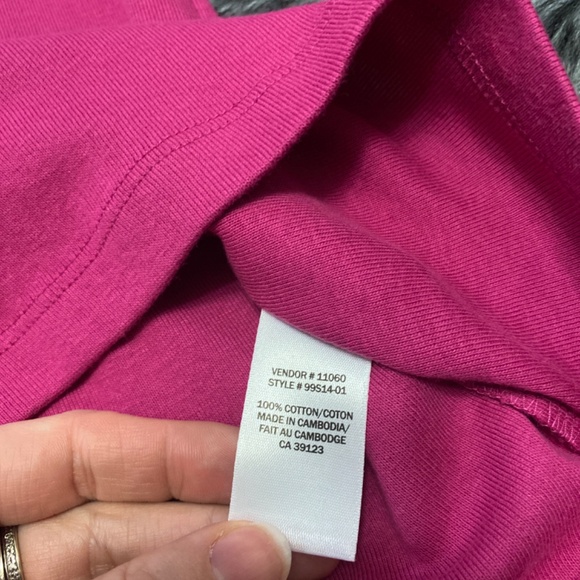 VENDOR # 11060
STYLE # 99514-01
100% COTTON/COTON
MADE IN CAMBODIA/
FAIT AU CAMBODGE
CA 39123